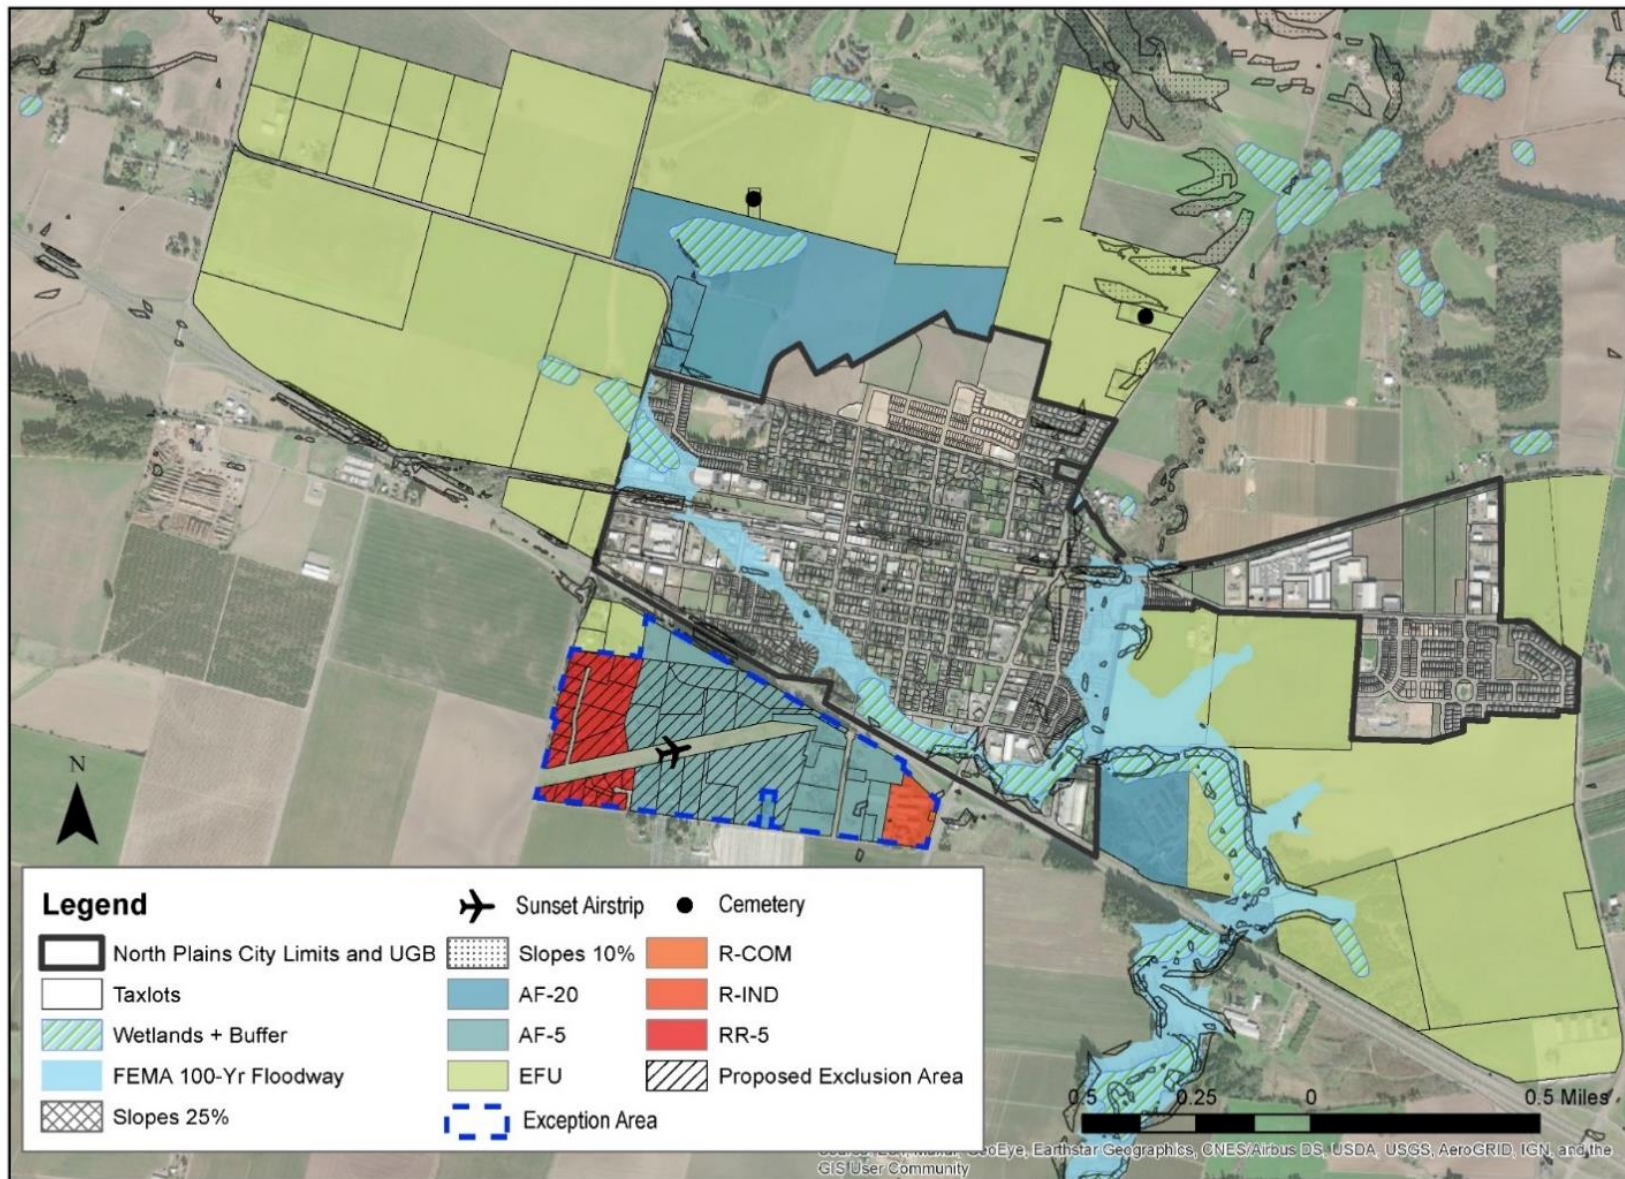 N
Legend
North Plains City Limits and UGB
Taxlots
Wetlands + Buffer
FEMA 100-Yr Floodway
Slopes 25%
Sunset Airstrip
Slopes 10%
AF-20
AF-5
EFU
Exception Area
Cemetery
R-COM
R-IND
RR-5
Proposed Exclusion Area
0.5 0.25 0 0.5 Miles
GeoEye, Earthstar Geographics, CNES/Airbus DS, USDA, USGS, AeroGRID, IGN, and the
GIS User Community